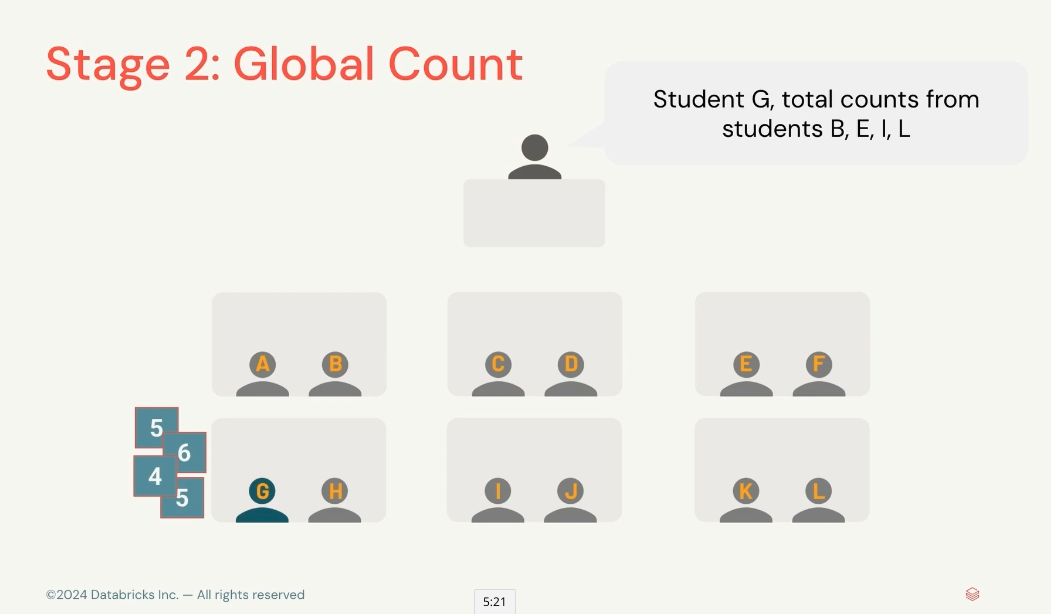 Stage 2: Global Count
Student G, total counts from
students B, E, I, L
A B C D E F
5
6
4
5
G H I J K L
©2024 Databricks Inc. — All rights reserved
5:21